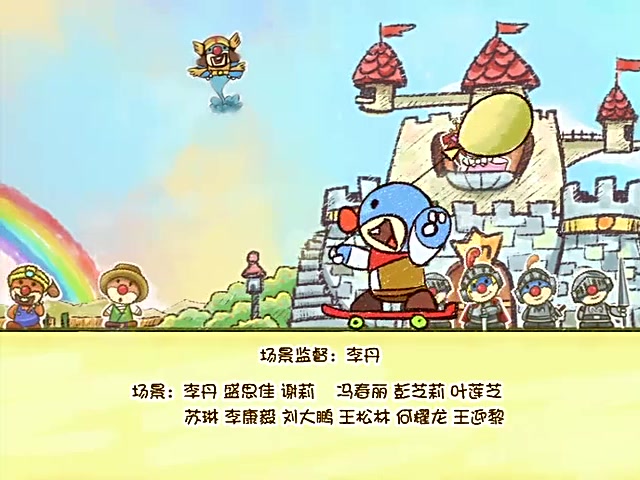 场景监督：李丹
场景：李丹 盛思佳 谢莉 冯春丽 彭芝莉 叶莲芝
苏琳 李康毅 刘大鹏 王松林 何耀龙 王迎黎